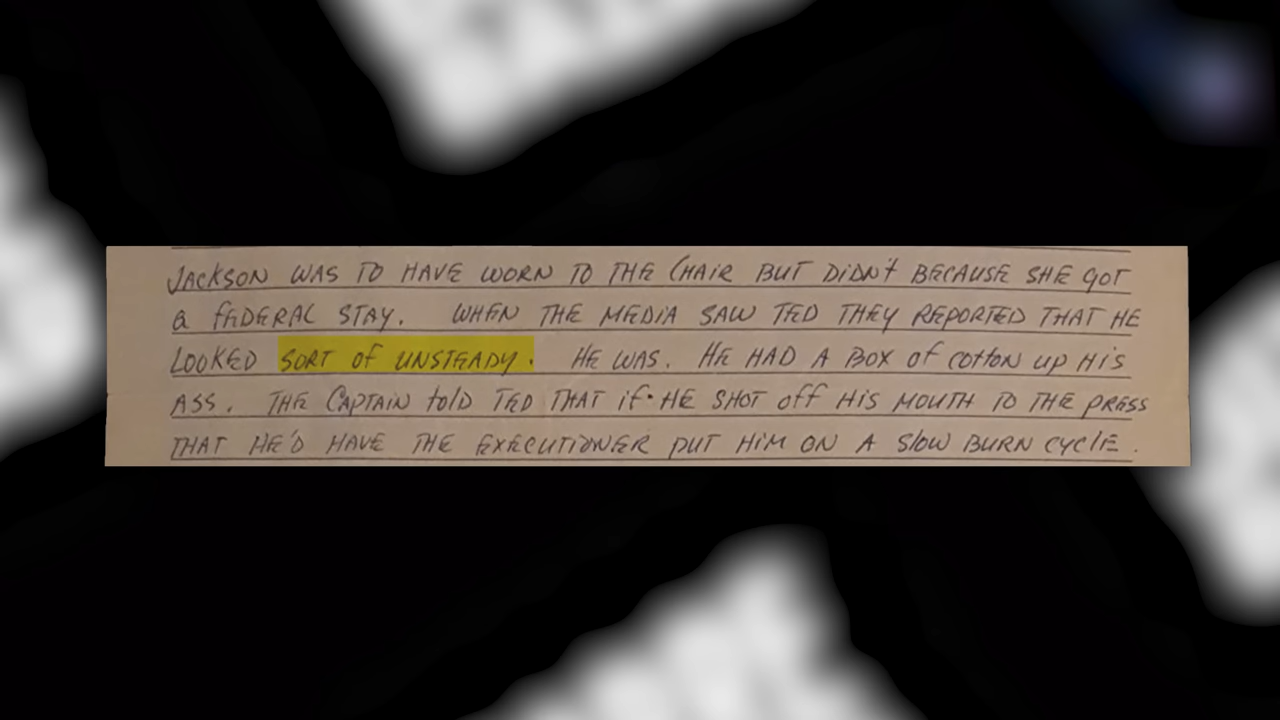 JACKSON WAS TO HAVE WORN TO THE CHAIR BUT DIDN'T BECAUSE SHE GOT
a FEDERAL STAY. WHEN THE MEDIA SAW TED THEY REPORTED THAT HE
LOOKED SORT of UNSTEADY. HE WAS. HE HAD A BOX of cotton up His
ASS. THE CAPTAIN told TED THAT if HE SHOT off His MOUTH TO THE PRESS
THAT HE'D HAVE THE EXECUTIONER PUT HIM ON A SLOW BURN CYCLE.